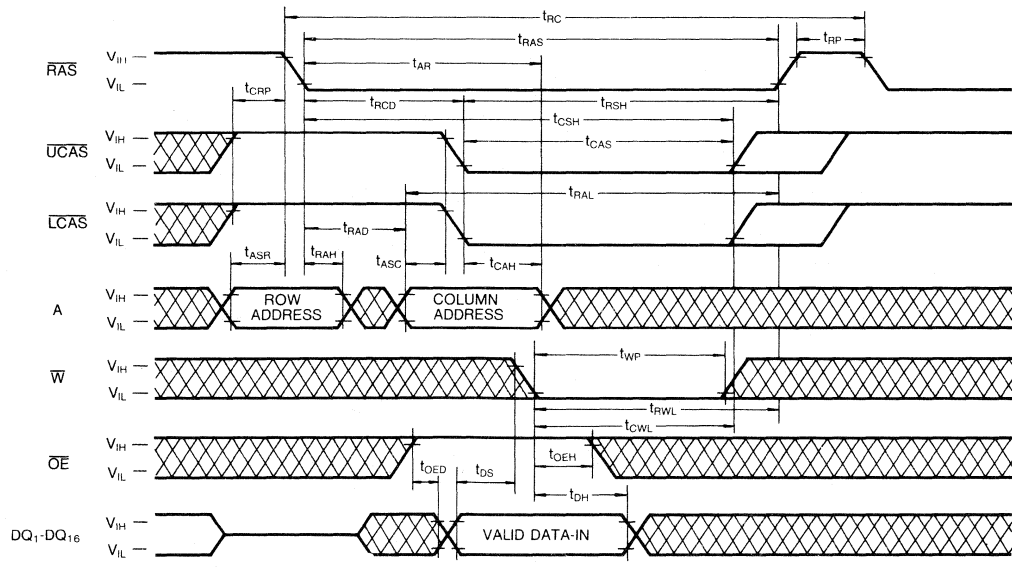 tRC
tRAS
tRP
RAS
VIH
VIL
tAR
tCRP
tRCD
tRSH
tCSH
UCAS
VIH
VIL
tCAS
tRAL
LCAS
VIH
VIL
tRAD
tASR
tRAH
tASC
tCAH
A
VIH
VIL
ROW
ADDRESS
COLUMN
ADDRESS
W
VIH
VIL
tWP
tRWL
tCWL
OE
VIH
VIL
tOEH
tOED
tDS
tDH
DQ1-DQ16
VIH
VIL
VALID DATA-IN